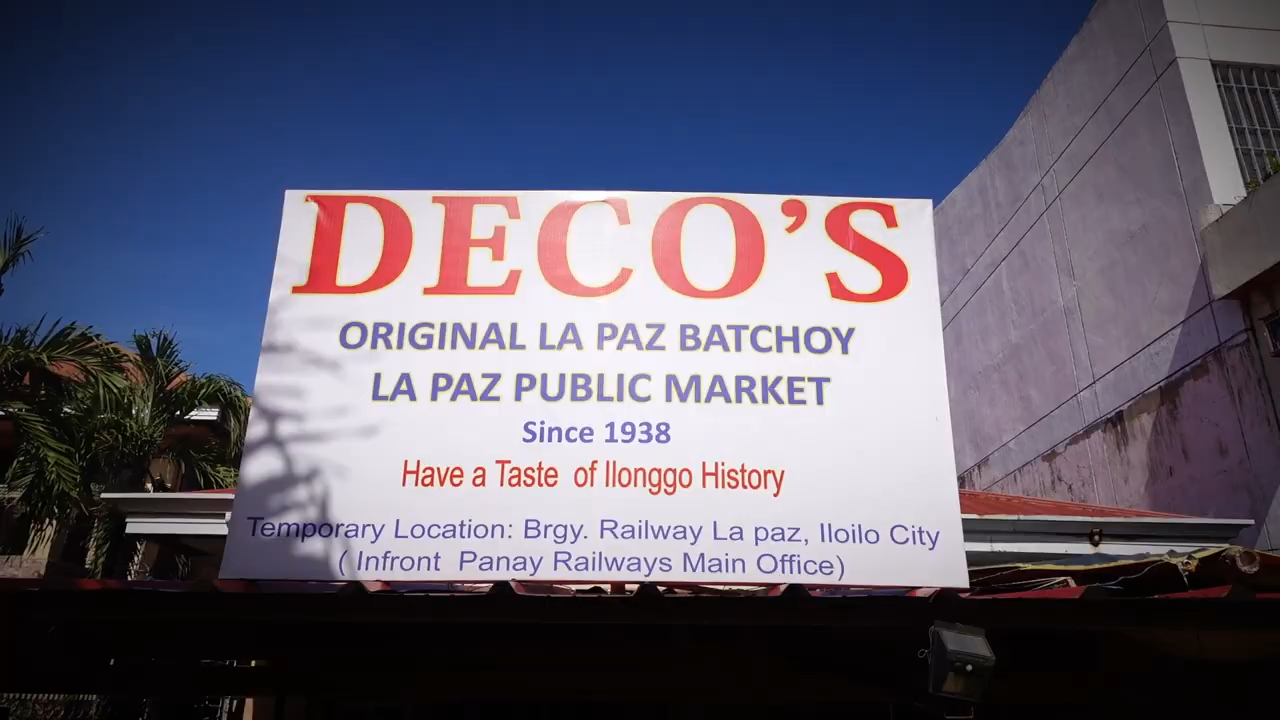 DECO'S
ORIGINAL LA PAZ BATCHOY
LA PAZ PUBLIC MARKET
Since 1938
Have a Taste of Ilonggo History
Temporary Location: Brgy. Railway La paz, Iloilo City
( Infront Panay Railways Main Office)